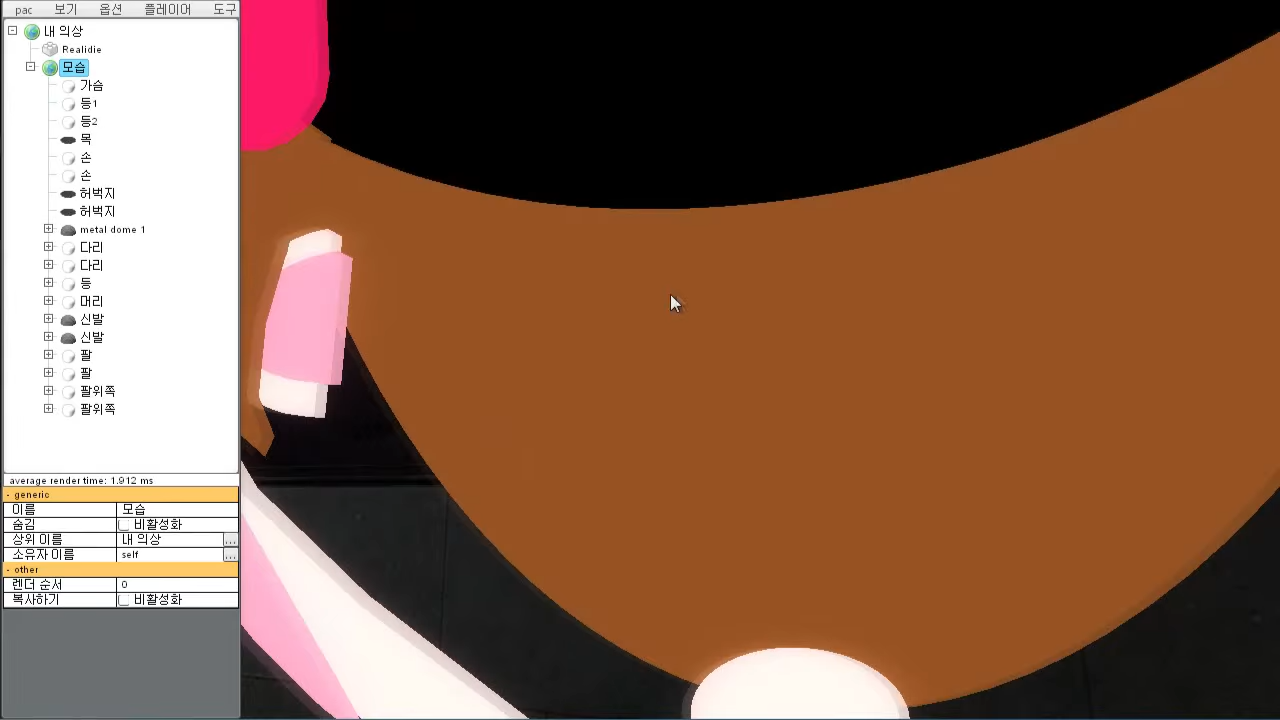 pac 보기 옵션 플레이어 도구
내 의상
Realidie
모습
가슴
등1
등2
목
손
손
허벅지
허벅지
metal dome 1
다리
다리
등
머리
신발
신발
팔
팔
팔위쪽
팔위쪽
average render time: 1.912 ms
- generic
이름 모습
숨김 비활성화
상위 이름 내 의상 ...
소유자 이름 self ...
- other
렌더 순서 0
복사하기 비활성화